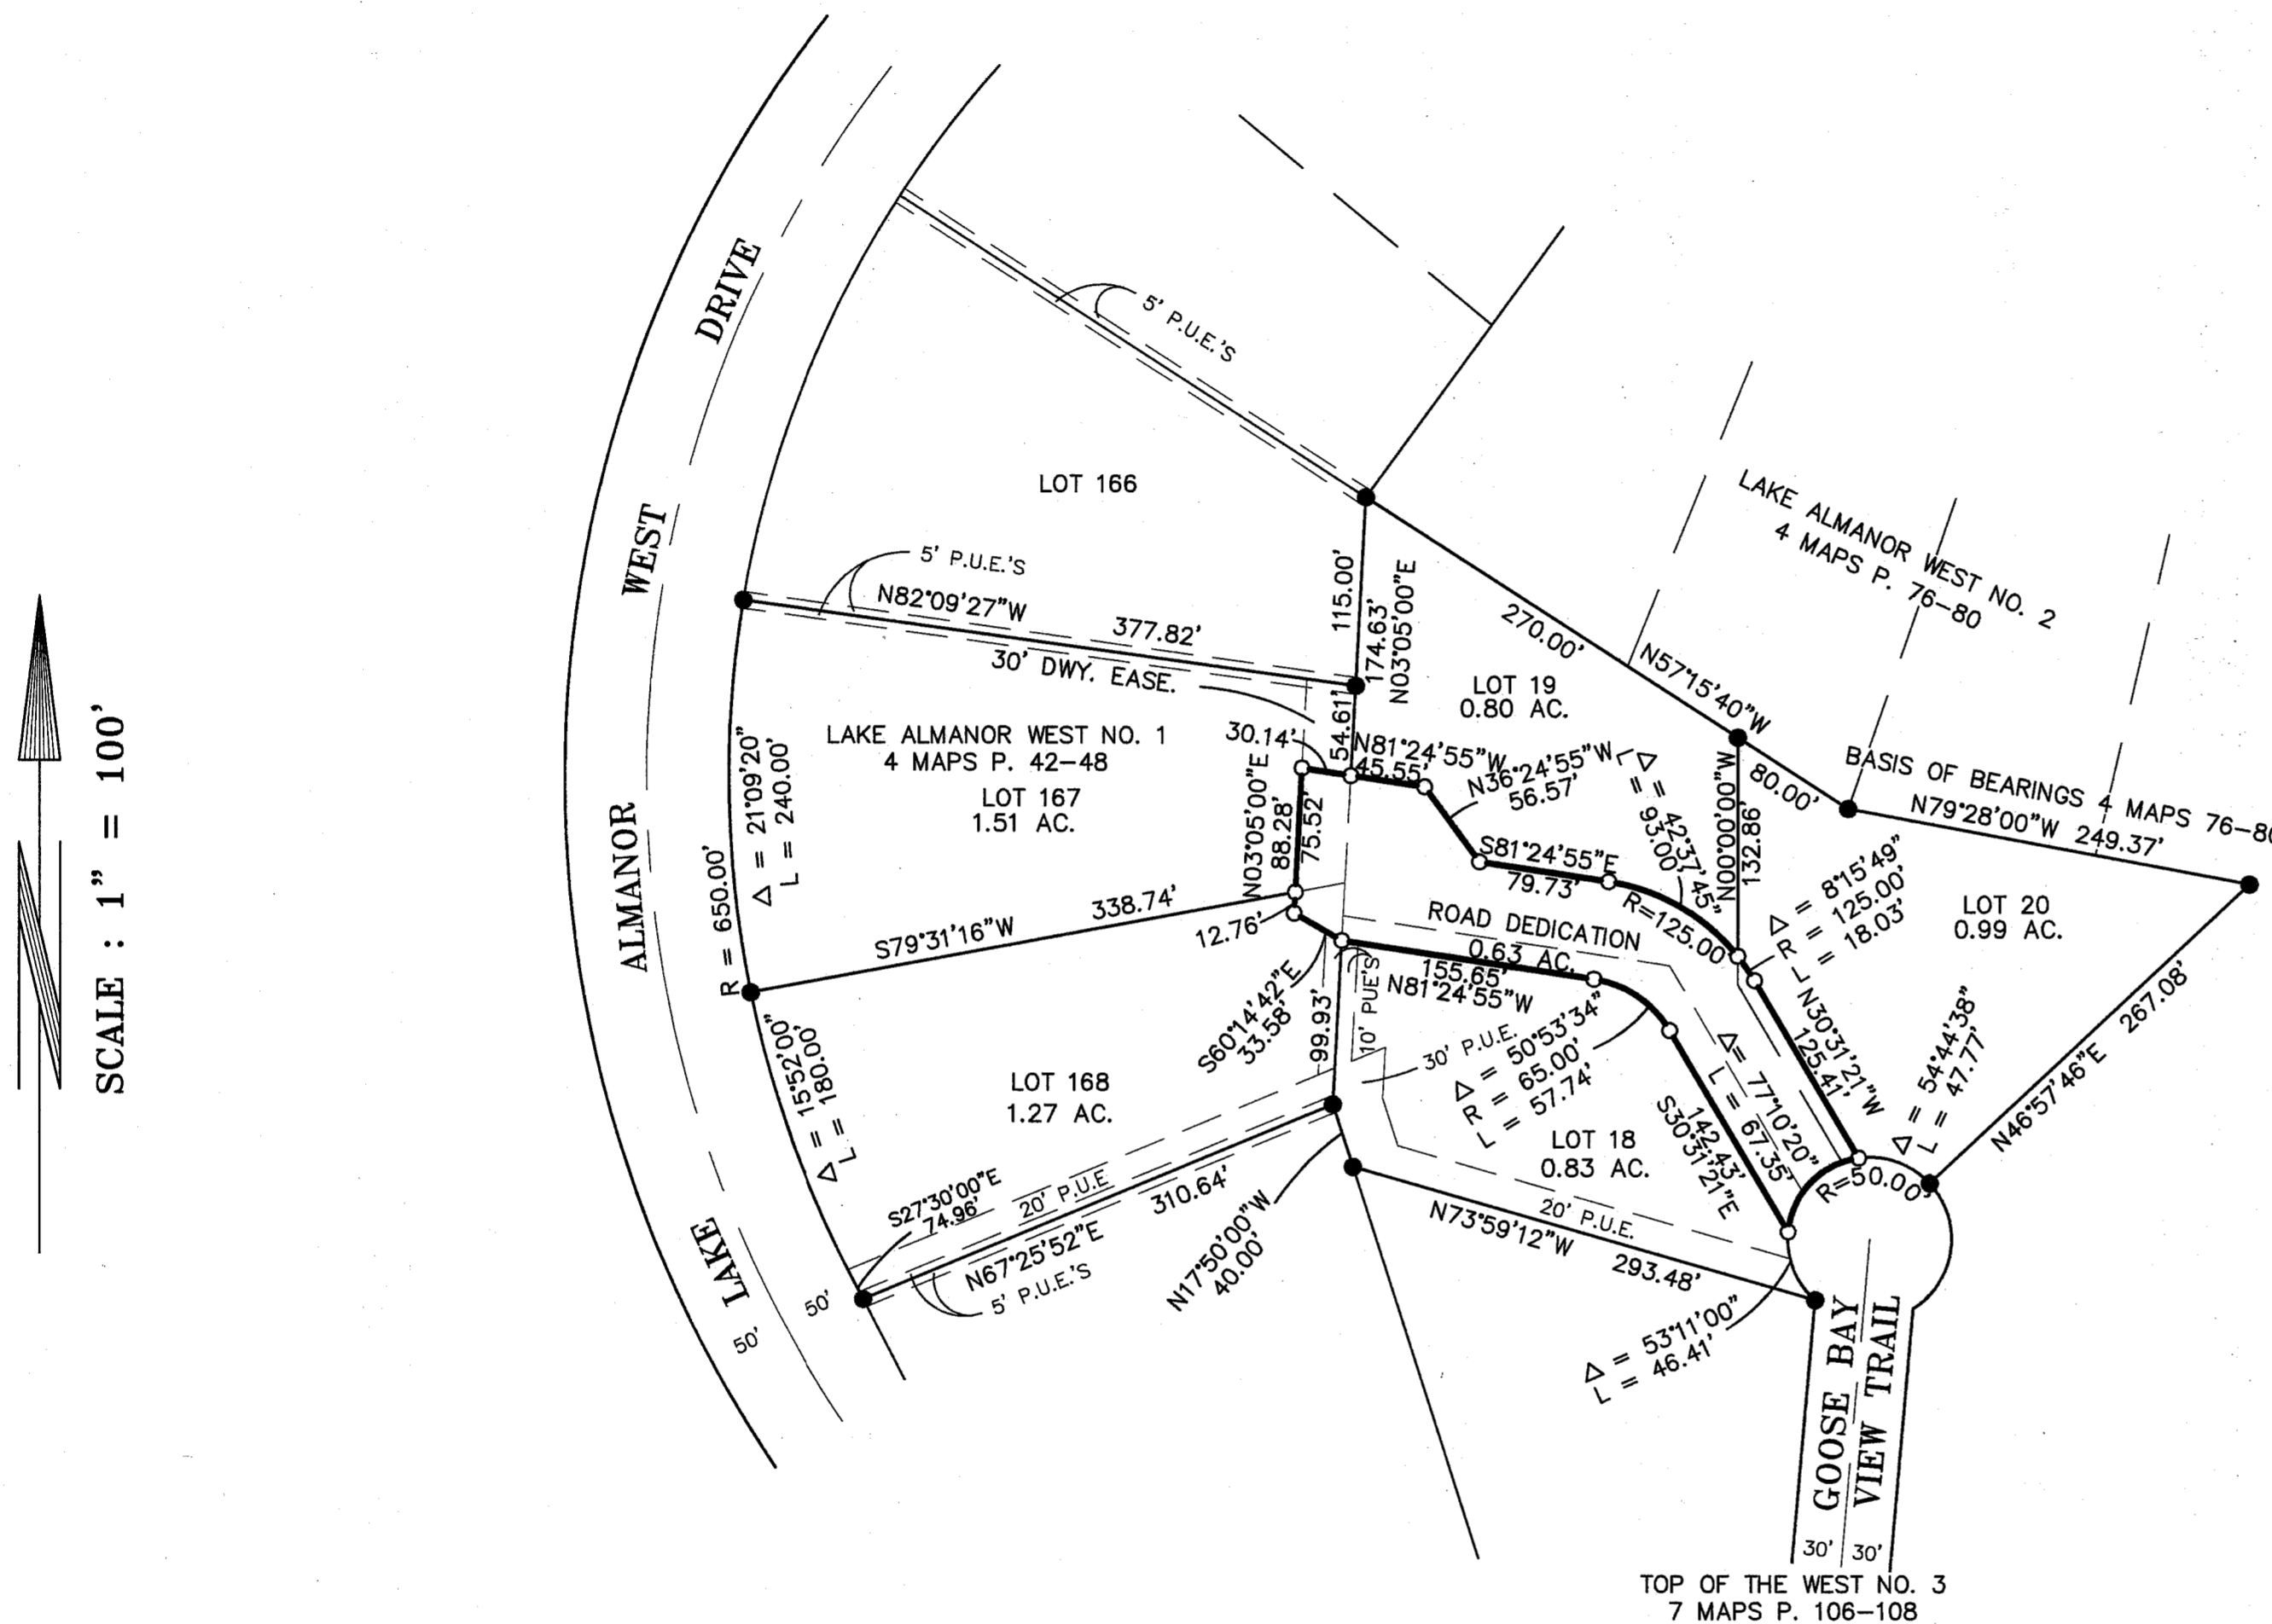 SCALE : 1" = 100'
LAKE ALMANOR WEST DRIVE
5' P.U.E.'S
LOT 166
5' P.U.E.'S
N82°09'27"W
377.82'
30' DWY. EASE.
115.00'
174.63'
N03°05'00"E
54.61'
270.00'
N57°15'40"W
80.00'
LAKE ALMANOR WEST NO. 2
4 MAPS P. 76-80
LOT 19
0.80 AC.
BASIS OF BEARINGS 4 MAPS 76-80
N79°28'00"W 249.37'
LAKE ALMANOR WEST NO. 1
4 MAPS P. 42-48
LOT 167
1.51 AC.
Δ = 21°09'20"
L = 240.00'
R = 650.00'
30.14'
N03°05'00"E
88.28'
75.52'
N81°24'55"W
45.55'
N36°24'55"W
56.57'
Δ = 42°37'45"
L = 93.00'
S81°24'55"E
79.73'
R=125.00
N00°00'00"W
132.86'
Δ = 8°15'49"
R = 125.00'
L = 18.03'
LOT 20
0.99 AC.
ROAD DEDICATION
0.63 AC.
155.65'
N81°24'55"W
338.74'
S79°31'16"W
12.76'
S60°14'42"E
33.58'
99.93'
10' PUE'S
30' P.U.E.
Δ = 50°53'34"
R = 65.00'
L = 57.74'
N30°31'21"W
125.41'
Δ = 77°10'20"
L = 67.35'
142.43'
S30°31'21"E
Δ = 54°44'38"
L = 47.77'
N46°57'46"E 267.08'
R=50.00'
LOT 168
1.27 AC.
Δ = 15°52'00"
L = 180.00'
LOT 18
0.83 AC.
S27°30'00"E
74.96'
20' P.U.E
310.64'
N67°25'52"E
5' P.U.E.'S
N17°50'00"W
40.00'
20' P.U.E.
N73°59'12"W
293.48'
Δ = 53°11'00"
L = 46.41'
50'
50'
GOOSE BAY
VIEW TRAIL
30'
30'
TOP OF THE WEST NO. 3
7 MAPS P. 106-108